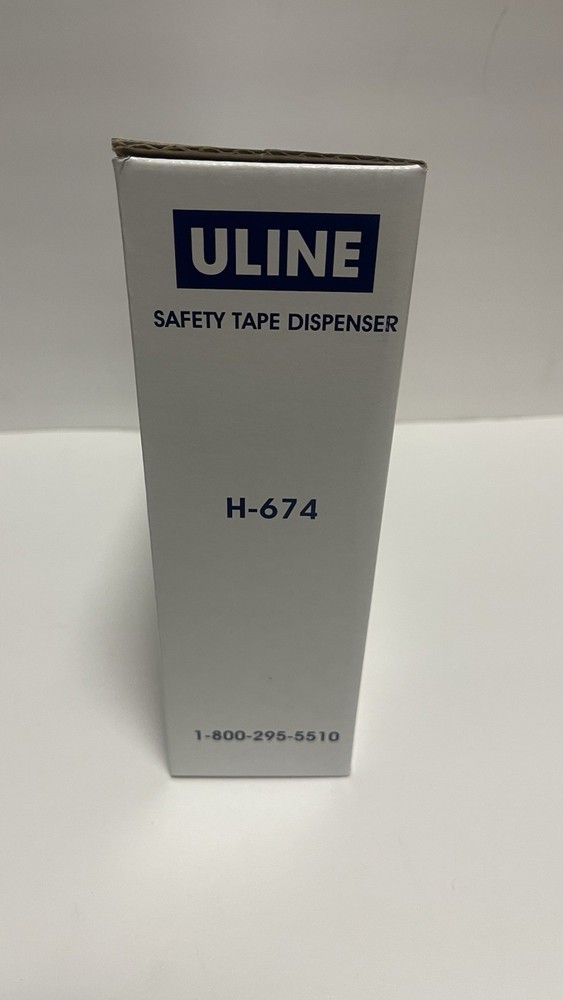 ULINE
SAFETY TAPE DISPENSER
H-674
1-800-295-5510